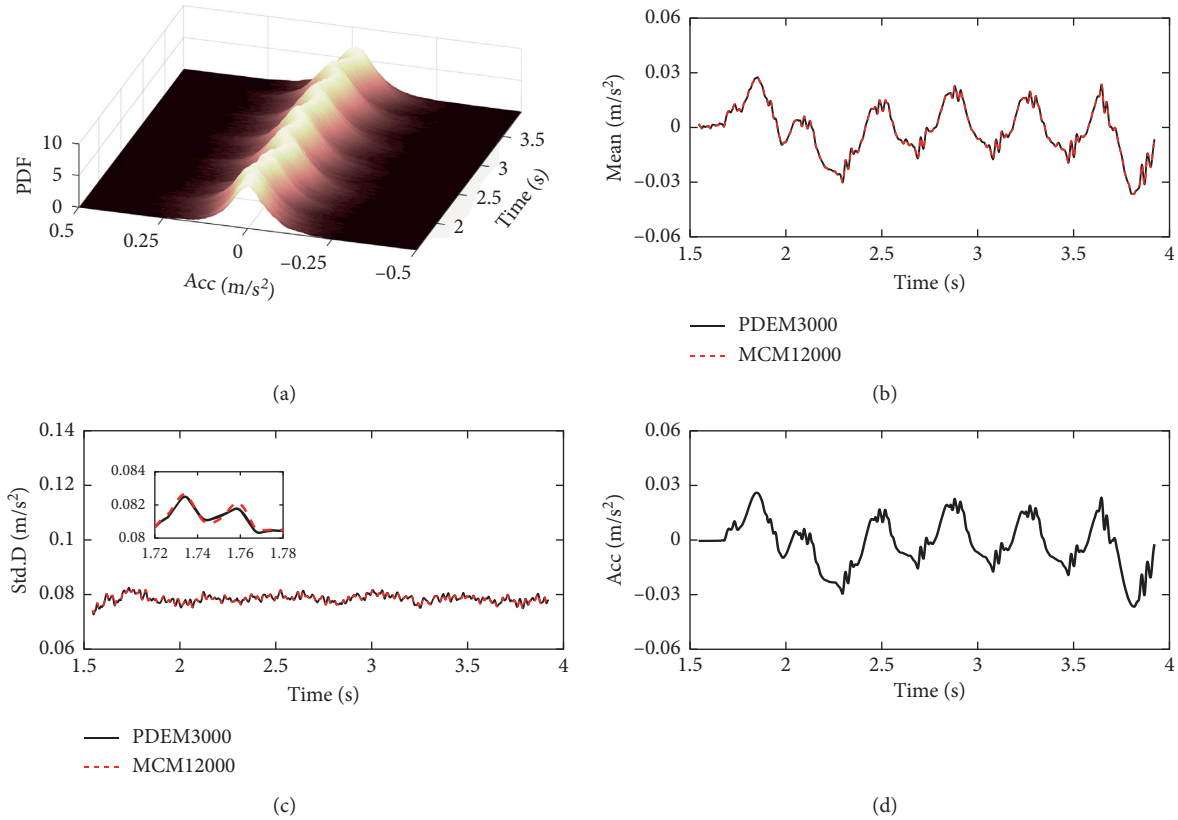 10
5
0
PDF
0.5
0.25
0
–0.25
–0.5
Acc (m/s²)
2
2.5
3
3.5
Time (s)
(a)
0.06
0.03
0
–0.03
–0.06
Mean (m/s²)
1.5 2 2.5 3 3.5 4
Time (s)
PDEM3000
MCM12000
(b)
0.14
0.12
0.1
0.08
0.06
Std.D (m/s²)
0.084
0.082
0.08
1.72 1.74 1.76 1.78
1.5 2 2.5 3 3.5 4
Time (s)
PDEM3000
MCM12000
(c)
0.06
0.03
0
–0.03
–0.06
Acc (m/s²)
1.5 2 2.5 3 3.5 4
Time (s)
(d)